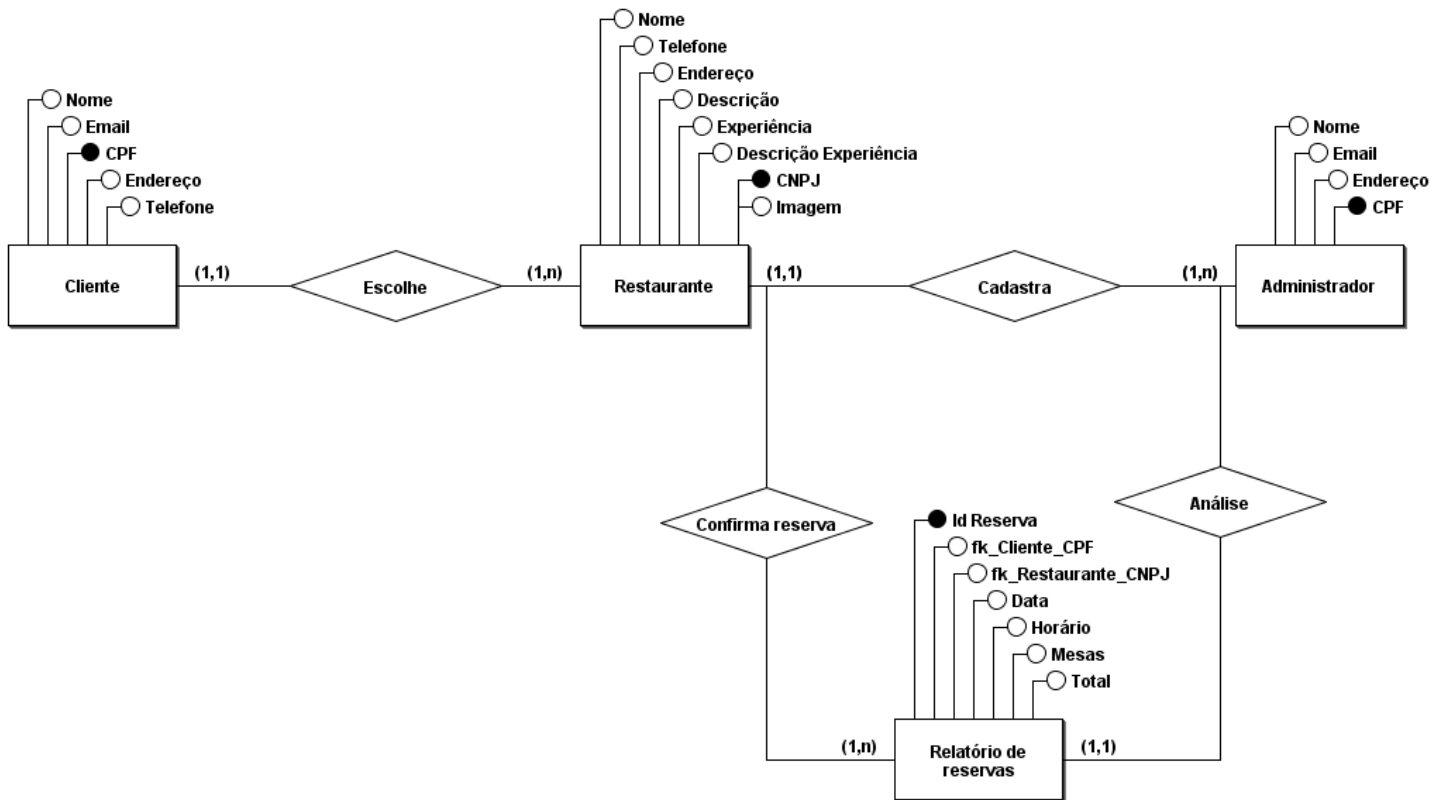 Nome
Telefone
Endereço
Descrição
Experiência
Descrição Experiência
CNPJ
Imagem
Nome
Email
CPF
Endereço
Telefone
Nome
Email
Endereço
CPF
Cliente
(1,1)
Escolhe
(1,n)
Restaurante
(1,1)
Cadastra
(1,n)
Administrador
Confirma reserva
Análise
Id Reserva
fk_Cliente_CPF
fk_Restaurante_CNPJ
Data
Horário
Mesas
Total
(1,n)
Relatório de
reservas
(1,1)